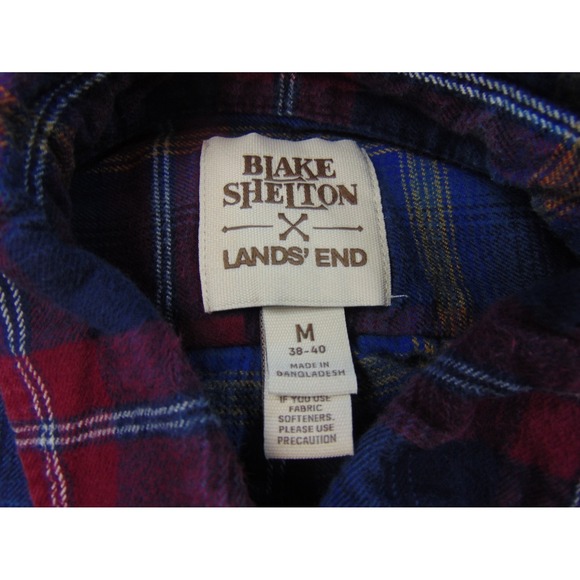 BLAKE
SHELTON
LANDS' END
M
38-40
MADE IN
BANGLADESH
IF YOU USE
FABRIC
SOFTENERS.
PLEASE USE
PRECAUTION